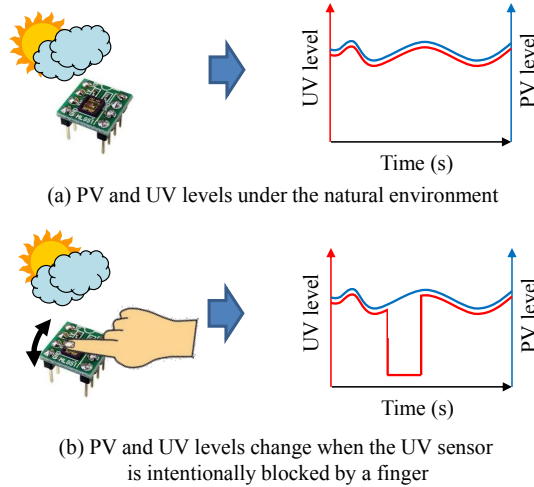 UV level
PV level
Time (s)
(a) PV and UV levels under the natural environment
UV level
PV level
Time (s)
(b) PV and UV levels change when the UV sensor
is intentionally blocked by a finger